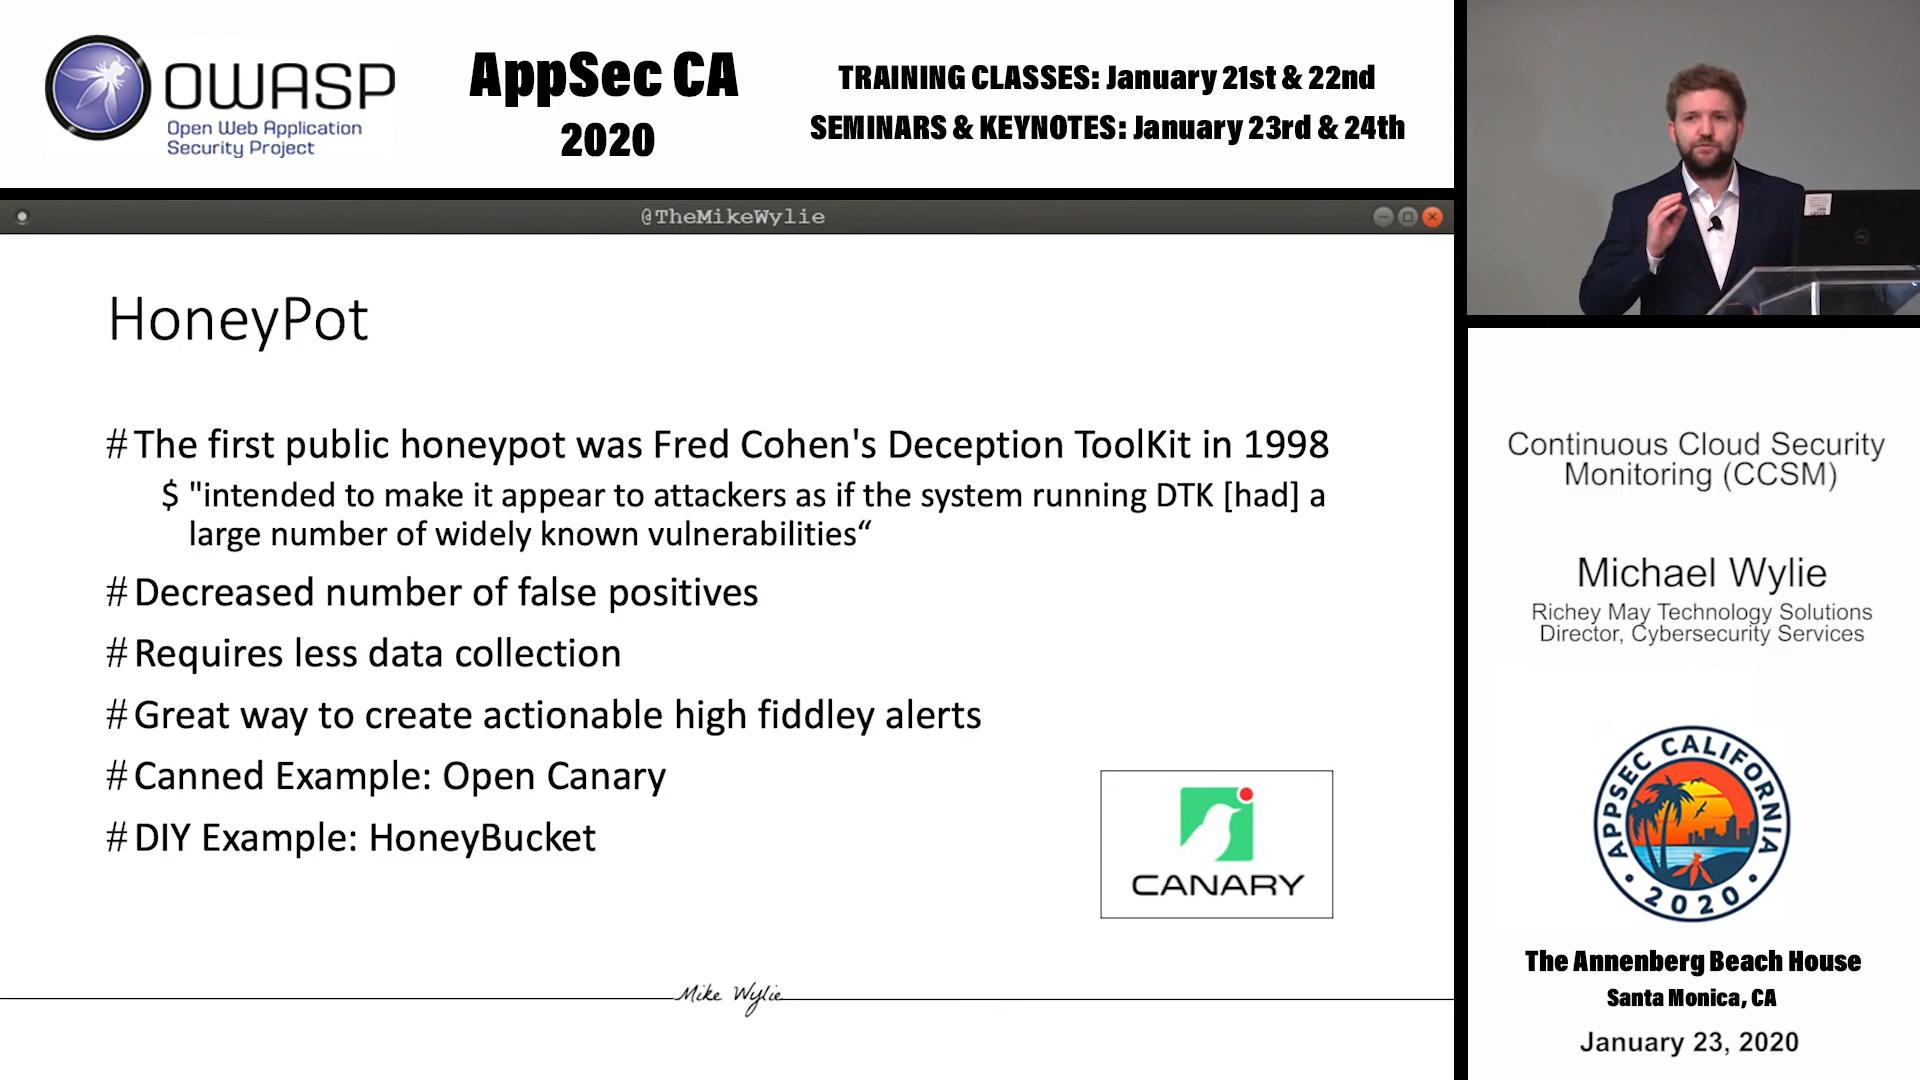 OWASP
Open Web Application
Security Project
AppSec CA
2020
TRAINING CLASSES: January 21st & 22nd
SEMINARS & KEYNOTES: January 23rd & 24th
@TheMikeWylie
HoneyPot
# The first public honeypot was Fred Cohen's Deception ToolKit in 1998
$ "intended to make it appear to attackers as if the system running DTK [had] a
large number of widely known vulnerabilities“
# Decreased number of false positives
# Requires less data collection
# Great way to create actionable high fiddley alerts
# Canned Example: Open Canary
# DIY Example: HoneyBucket
CANARY
Mike Wylie
Continuous Cloud Security
Monitoring (CCSM)
Michael Wylie
Richey May Technology Solutions
Director, Cybersecurity Services
APPSEC CALIFORNIA
• 2020 •
The Annenberg Beach House
Santa Monica, CA
January 23, 2020